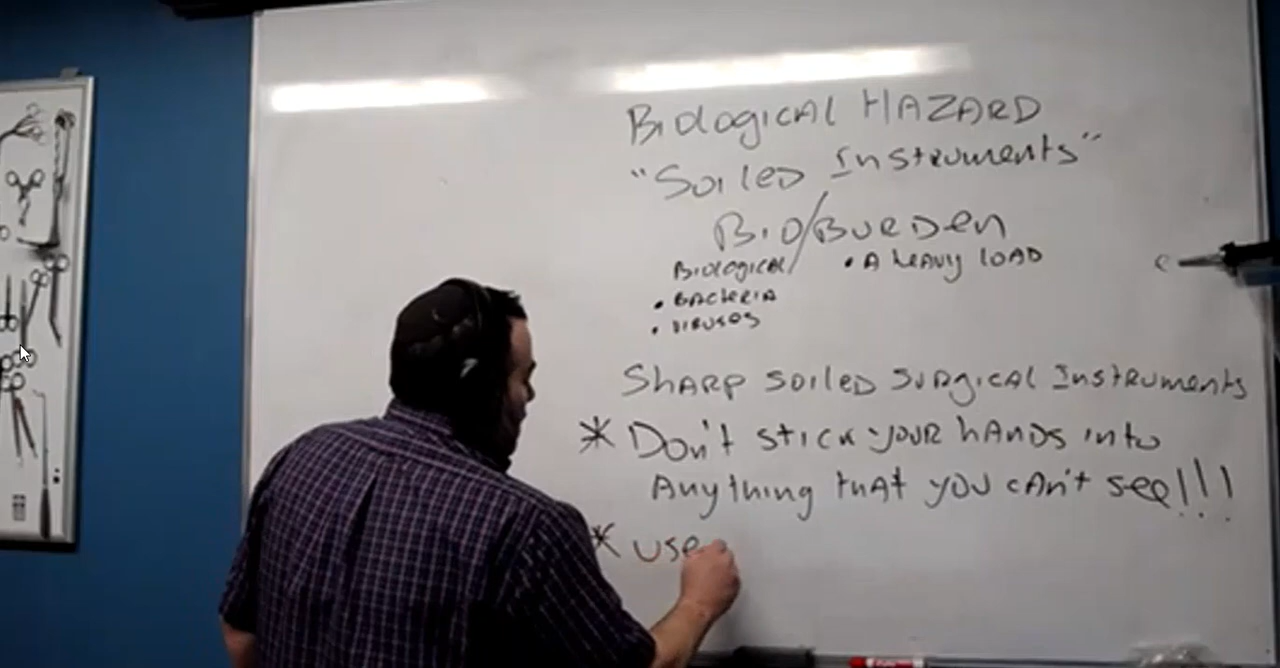 BiologicAL HAZARD
"Soiled Instruments"
Bio/BURDEN
BiologicAL/ • A HEAVY LOAD
• BACTERIA
• VIRUSES
SHARP SOILED SURGICAL INSTRUMENTS
* Don't stick your hands into
Anything that you can't see!!!
* use